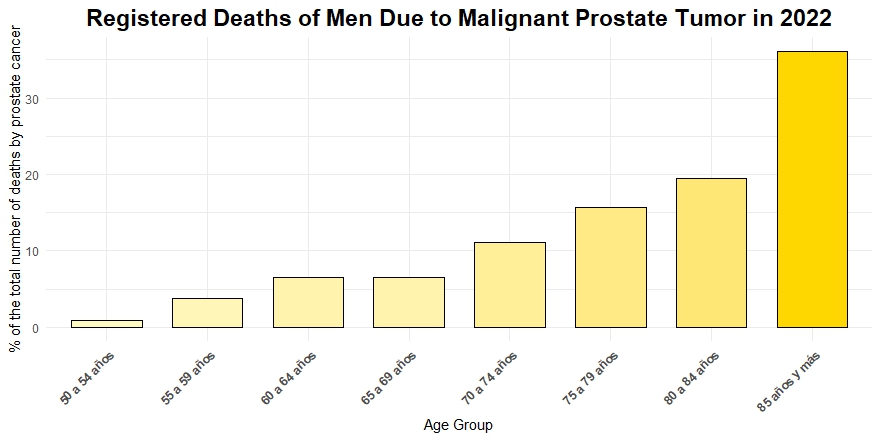 Registered Deaths of Men Due to Malignant Prostate Tumor in 2022
% of the total number of deaths by prostate cancer
30
20
10
0
50 a 54 años
55 a 59 años
60 a 64 años
65 a 69 años
70 a 74 años
75 a 79 años
80 a 84 años
85 años y más
Age Group